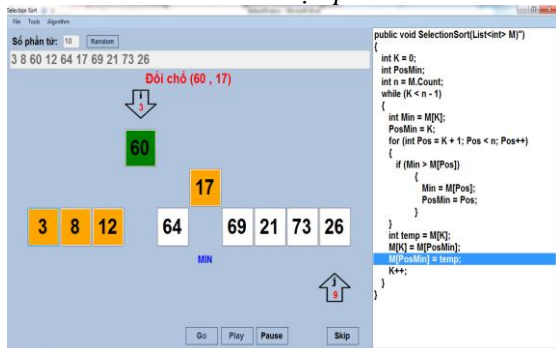 Selection Sort
File Tools Algorithm
Số phần tử: 10 Random
3 8 60 12 64 17 69 21 73 26
Đổi chỗ (60 , 17)
i
3
60
17
3 8 12 64 69 21 73 26
MIN
j
9
Go Play Pause Skip
public void SelectionSort(List<int> M)")
{
int K = 0;
int PosMin;
int n = M.Count;
while (K < n - 1)
{
int Min = M[K];
PosMin = K;
for (int Pos = K + 1; Pos < n; Pos++)
{
if (Min > M[Pos])
{
Min = M[Pos];
PosMin = Pos;
}
}
int temp = M[K];
M[K] = M[PosMin];
M[PosMin] = temp;
K++;
}
}